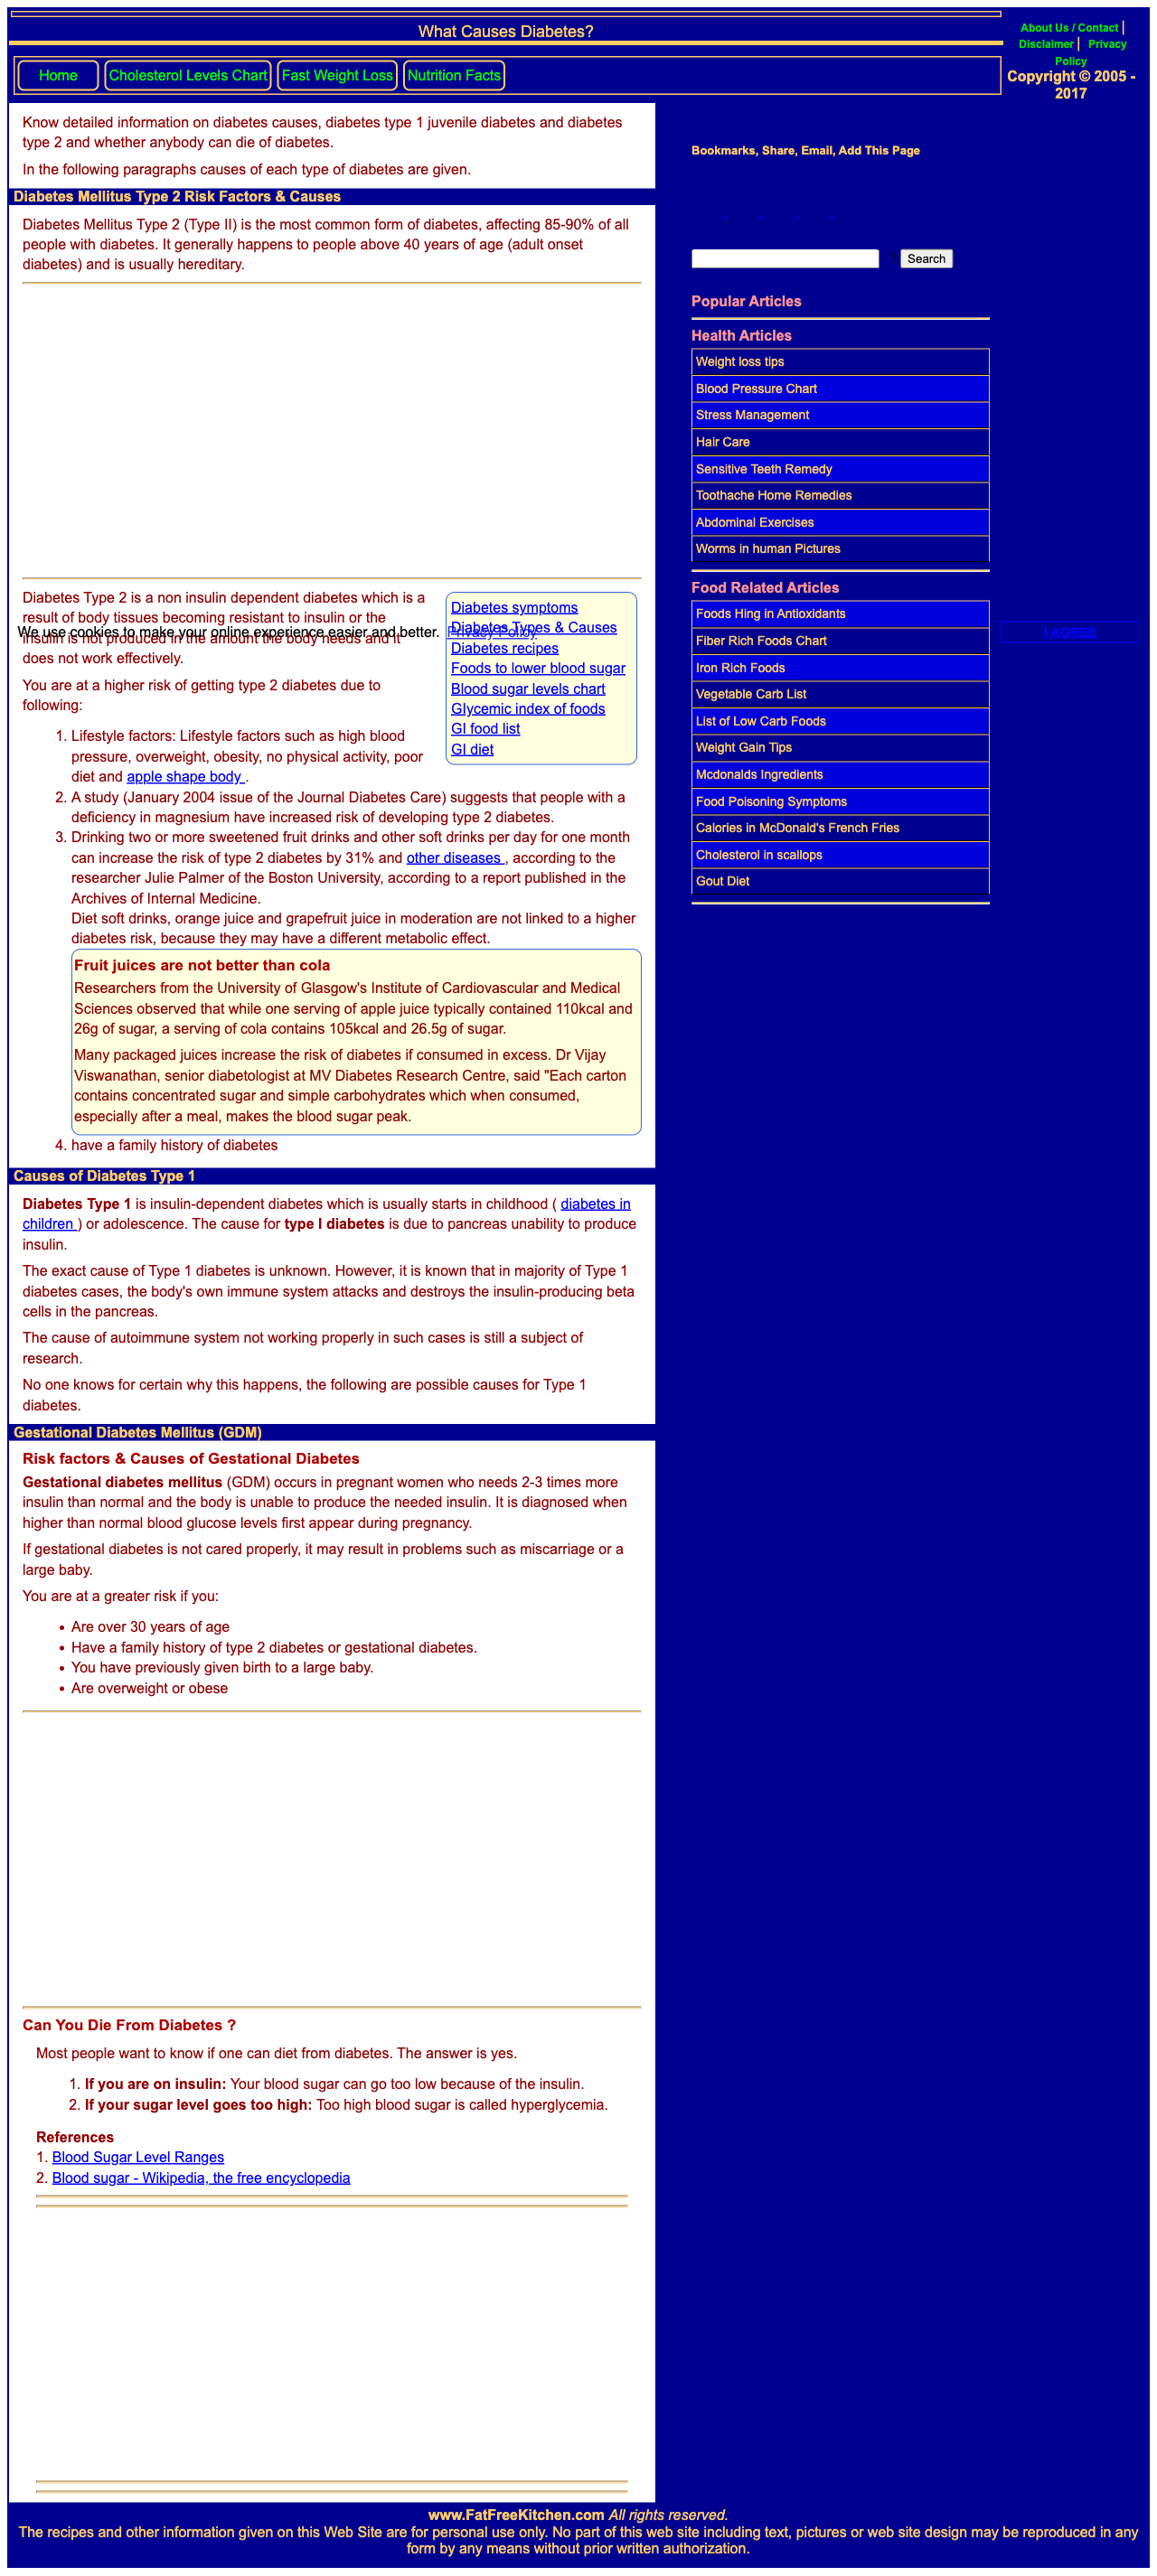 What Causes Diabetes?
About Us / Contact |
Disclaimer | Privacy
Policy
Copyright © 2005 -
2017
Home
Cholesterol Levels Chart
Fast Weight Loss
Nutrition Facts
Know detailed information on diabetes causes, diabetes type 1 juvenile diabetes and diabetes
type 2 and whether anybody can die of diabetes.
In the following paragraphs causes of each type of diabetes are given.
Diabetes Mellitus Type 2 Risk Factors & Causes
Diabetes Mellitus Type 2 (Type II) is the most common form of diabetes, affecting 85-90% of all
people with diabetes. It generally happens to people above 40 years of age (adult onset
diabetes) and is usually hereditary.
Diabetes Type 2 is a non insulin dependent diabetes which is a
result of body tissues becoming resistant to insulin or the
insulin is not produced in the amount the body needs and it
does not work effectively.
We use cookies to make your online experience easier and better. Privacy Policy
I AGREE
You are at a higher risk of getting type 2 diabetes due to
following:
Diabetes symptoms
Diabetes Types & Causes
Diabetes recipes
Foods to lower blood sugar
Blood sugar levels chart
Glycemic index of foods
GI food list
GI diet
1. Lifestyle factors: Lifestyle factors such as high blood
pressure, overweight, obesity, no physical activity, poor
diet and apple shape body .
2. A study (January 2004 issue of the Journal Diabetes Care) suggests that people with a
deficiency in magnesium have increased risk of developing type 2 diabetes.
3. Drinking two or more sweetened fruit drinks and other soft drinks per day for one month
can increase the risk of type 2 diabetes by 31% and other diseases , according to the
researcher Julie Palmer of the Boston University, according to a report published in the
Archives of Internal Medicine.
Diet soft drinks, orange juice and grapefruit juice in moderation are not linked to a higher
diabetes risk, because they may have a different metabolic effect.
Fruit juices are not better than cola
Researchers from the University of Glasgow's Institute of Cardiovascular and Medical
Sciences observed that while one serving of apple juice typically contained 110kcal and
26g of sugar, a serving of cola contains 105kcal and 26.5g of sugar.
Many packaged juices increase the risk of diabetes if consumed in excess. Dr Vijay
Viswanathan, senior diabetologist at MV Diabetes Research Centre, said "Each carton
contains concentrated sugar and simple carbohydrates which when consumed,
especially after a meal, makes the blood sugar peak.
4. have a family history of diabetes
Causes of Diabetes Type 1
Diabetes Type 1 is insulin-dependent diabetes which is usually starts in childhood ( diabetes in
children ) or adolescence. The cause for type I diabetes is due to pancreas unability to produce
insulin.
The exact cause of Type 1 diabetes is unknown. However, it is known that in majority of Type 1
diabetes cases, the body's own immune system attacks and destroys the insulin-producing beta
cells in the pancreas.
The cause of autoimmune system not working properly in such cases is still a subject of
research.
No one knows for certain why this happens, the following are possible causes for Type 1
diabetes.
Gestational Diabetes Mellitus (GDM)
Risk factors & Causes of Gestational Diabetes
Gestational diabetes mellitus (GDM) occurs in pregnant women who needs 2-3 times more
insulin than normal and the body is unable to produce the needed insulin. It is diagnosed when
higher than normal blood glucose levels first appear during pregnancy.
If gestational diabetes is not cared properly, it may result in problems such as miscarriage or a
large baby.
You are at a greater risk if you:
• Are over 30 years of age
• Have a family history of type 2 diabetes or gestational diabetes.
• You have previously given birth to a large baby.
• Are overweight or obese
Can You Die From Diabetes ?
Most people want to know if one can diet from diabetes. The answer is yes.
1. If you are on insulin: Your blood sugar can go too low because of the insulin.
2. If your sugar level goes too high: Too high blood sugar is called hyperglycemia.
References
1. Blood Sugar Level Ranges
2. Blood sugar - Wikipedia, the free encyclopedia
Bookmarks, Share, Email, Add This Page
Search
Popular Articles
Health Articles
Weight loss tips
Blood Pressure Chart
Stress Management
Hair Care
Sensitive Teeth Remedy
Toothache Home Remedies
Abdominal Exercises
Worms in human Pictures
Food Related Articles
Foods Hing in Antioxidants
Fiber Rich Foods Chart
Iron Rich Foods
Vegetable Carb List
List of Low Carb Foods
Weight Gain Tips
Mcdonalds Ingredients
Food Poisoning Symptoms
Calories in McDonald's French Fries
Cholesterol in scallops
Gout Diet
www.FatFreeKitchen.com All rights reserved.
The recipes and other information given on this Web Site are for personal use only. No part of this web site including text, pictures or web site design may be reproduced in any
form by any means without prior written authorization.